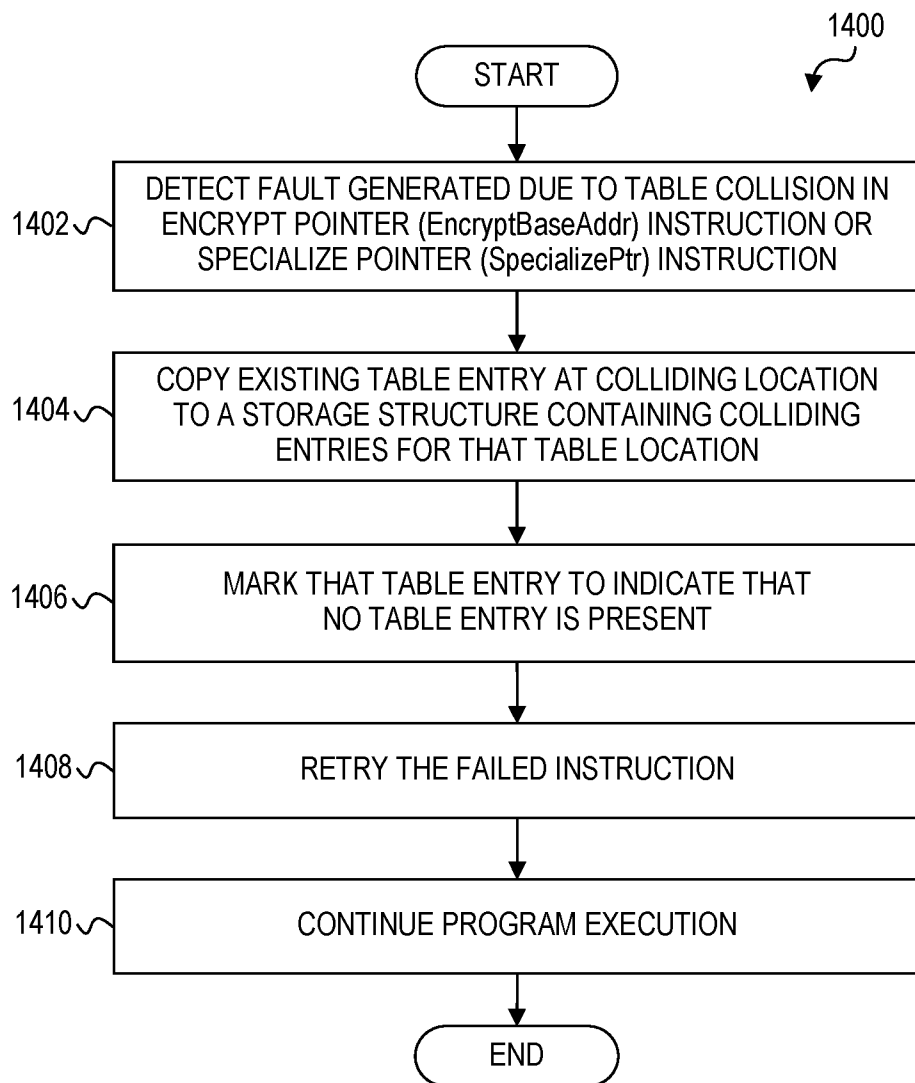 1400
START
1402
DETECT FAULT GENERATED DUE TO TABLE COLLISION IN
ENCRYPT POINTER (EncryptBaseAddr) INSTRUCTION OR
SPECIALIZE POINTER (SpecializePtr) INSTRUCTION
1404
COPY EXISTING TABLE ENTRY AT COLLIDING LOCATION
TO A STORAGE STRUCTURE CONTAINING COLLIDING
ENTRIES FOR THAT TABLE LOCATION
1406
MARK THAT TABLE ENTRY TO INDICATE THAT
NO TABLE ENTRY IS PRESENT
1408
RETRY THE FAILED INSTRUCTION
1410
CONTINUE PROGRAM EXECUTION
END